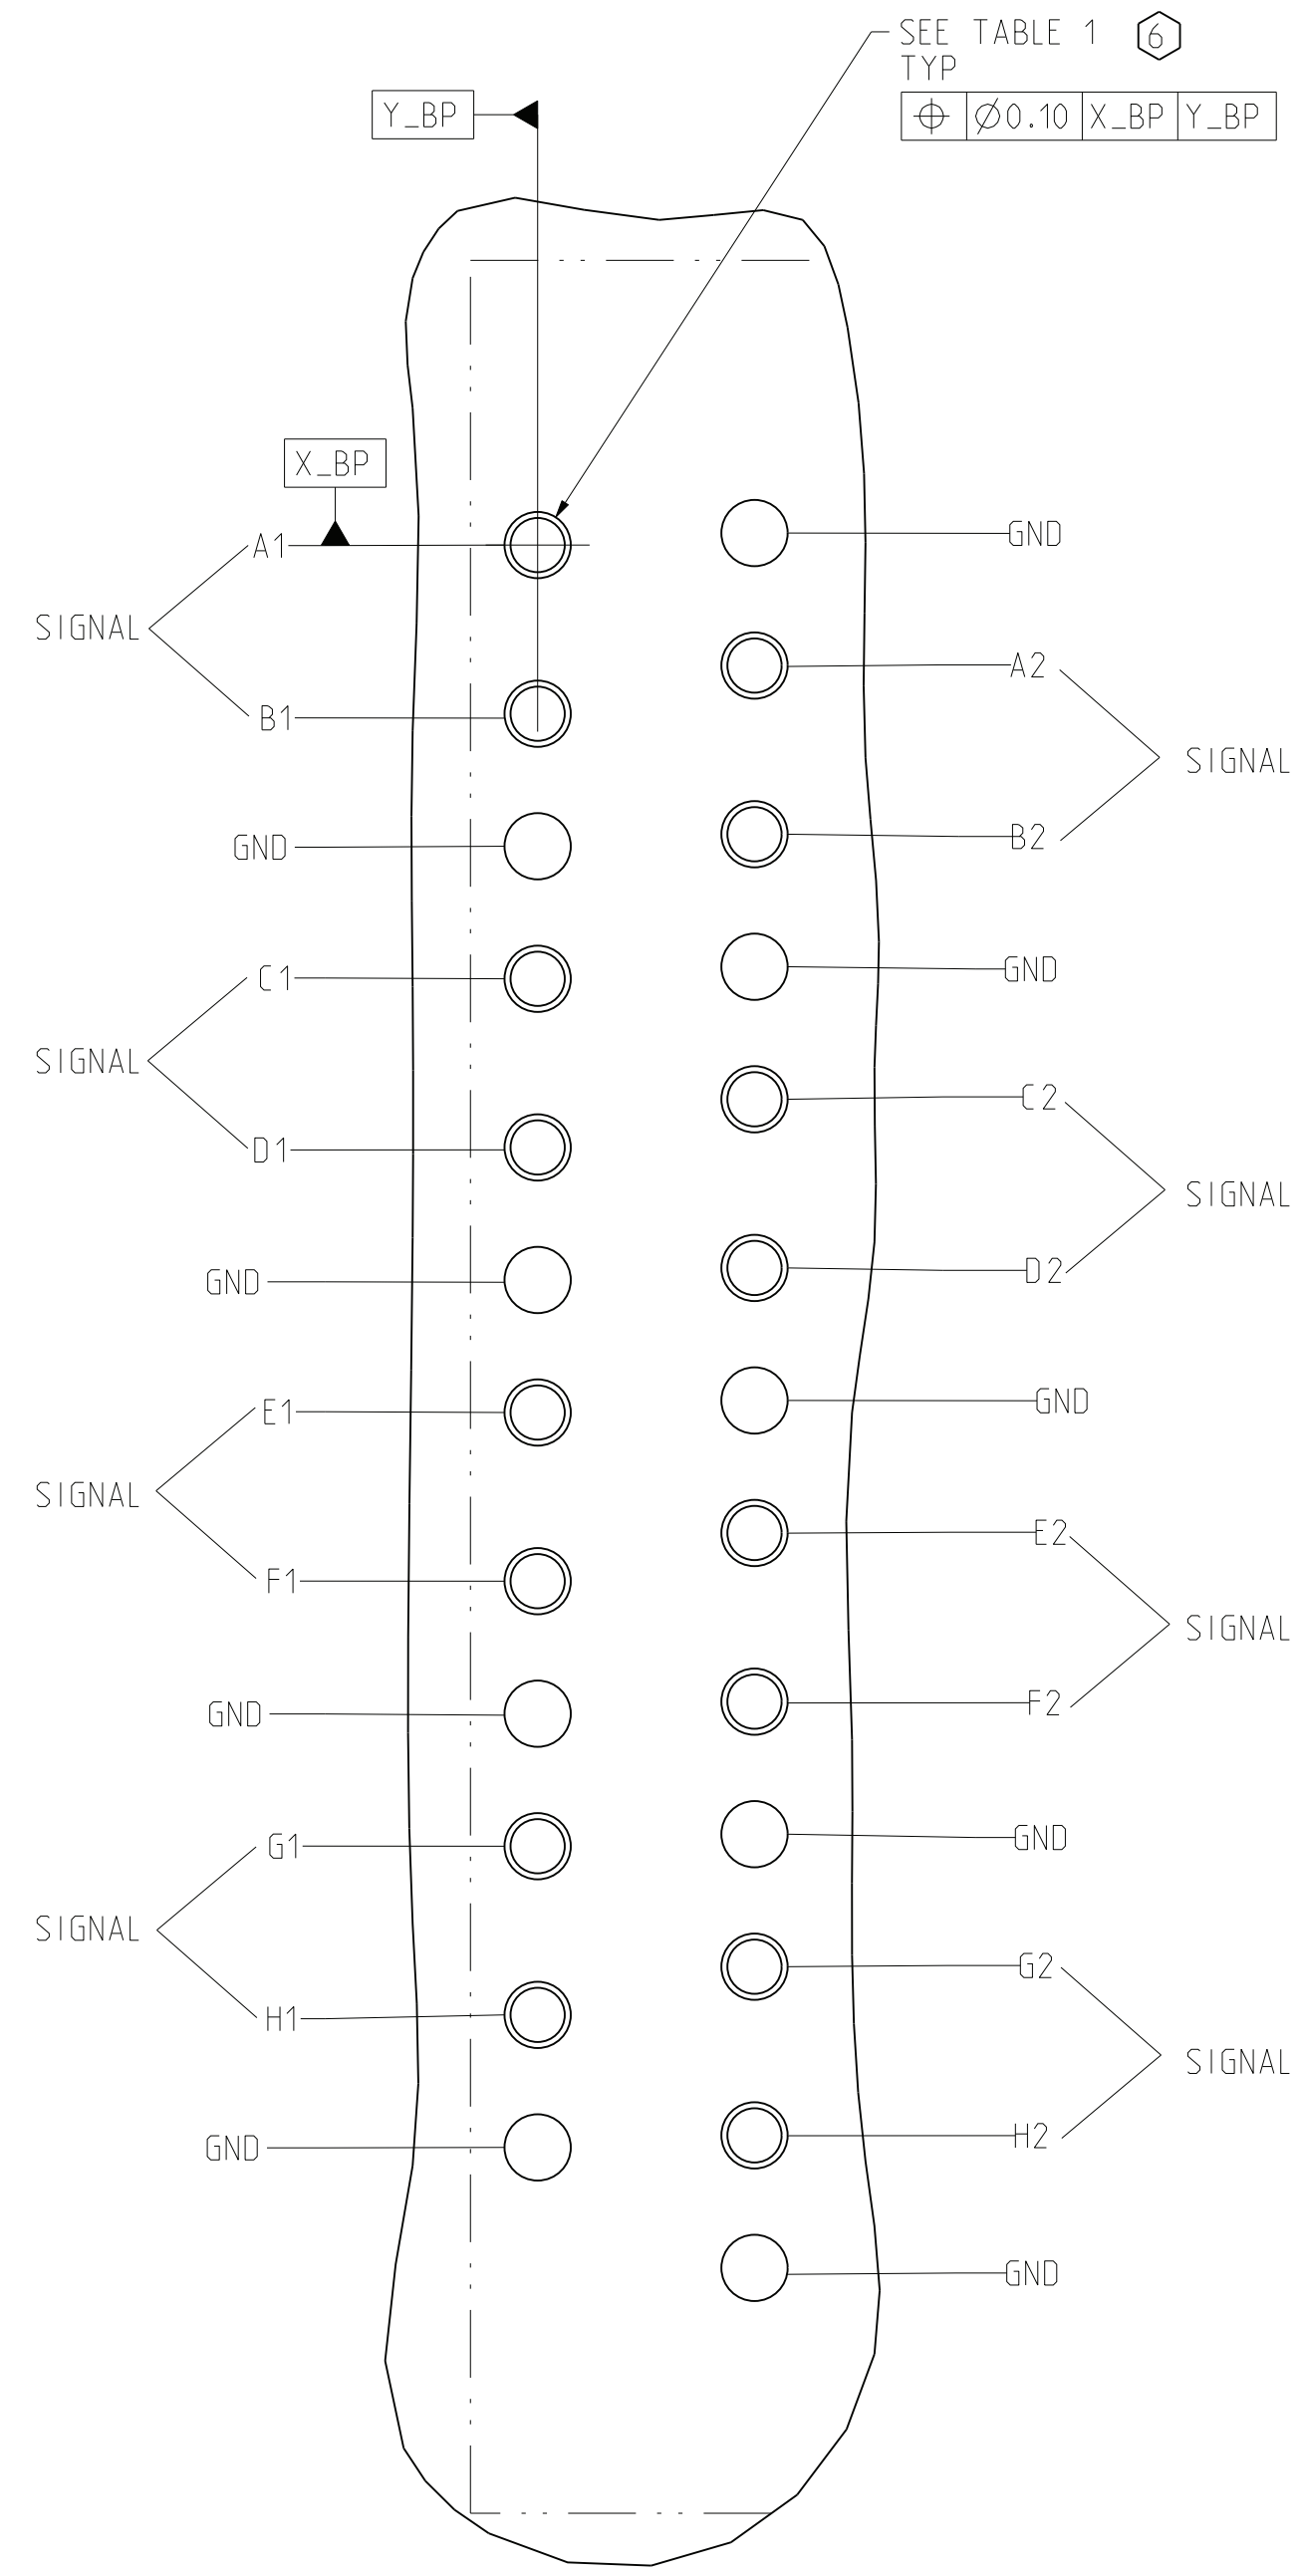 SEE TABLE 1 6
TYP
⌖ ⌀0.10 X_BP Y_BP
Y_BP
X_BP
A1
GND
SIGNAL
A2
B1
SIGNAL
GND
B2
C1
GND
SIGNAL
C2
D1
SIGNAL
GND
D2
E1
GND
SIGNAL
E2
F1
SIGNAL
GND
F2
G1
GND
SIGNAL
G2
H1
SIGNAL
GND
H2
GND